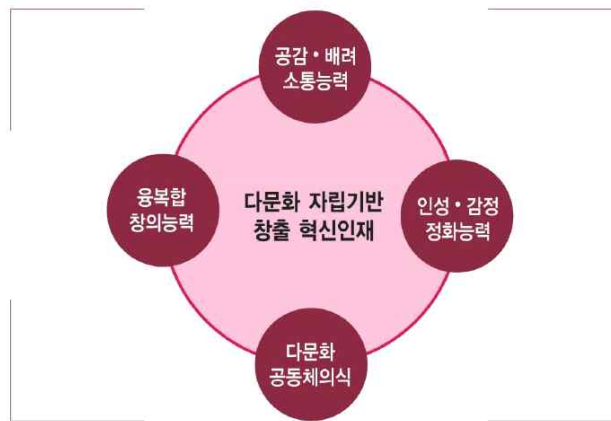 공감・배려
소통능력
융복합
창의능력
다문화 자립기반
창출 혁신인재
인성・감정
정화능력
다문화
공동체의식